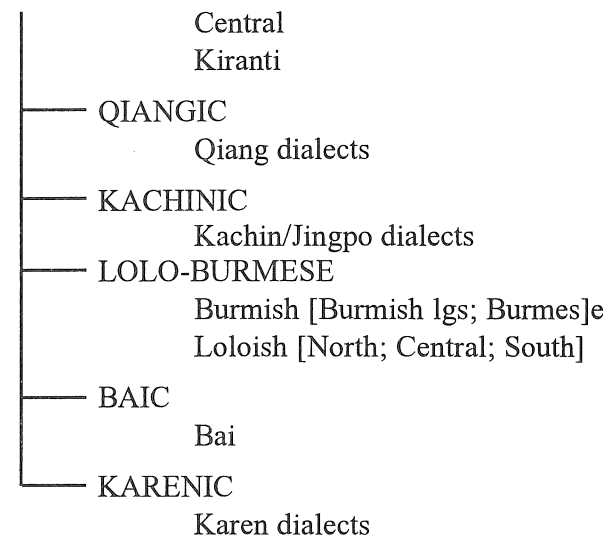 Central
Kiranti
QIANGIC
Qiang dialects
KACHINIC
Kachin/Jingpo dialects
LOLO-BURMESE
Burmish [Burmish lgs; Burmes]e
Loloish [North; Central; South]
BAIC
Bai
KARENIC
Karen dialects